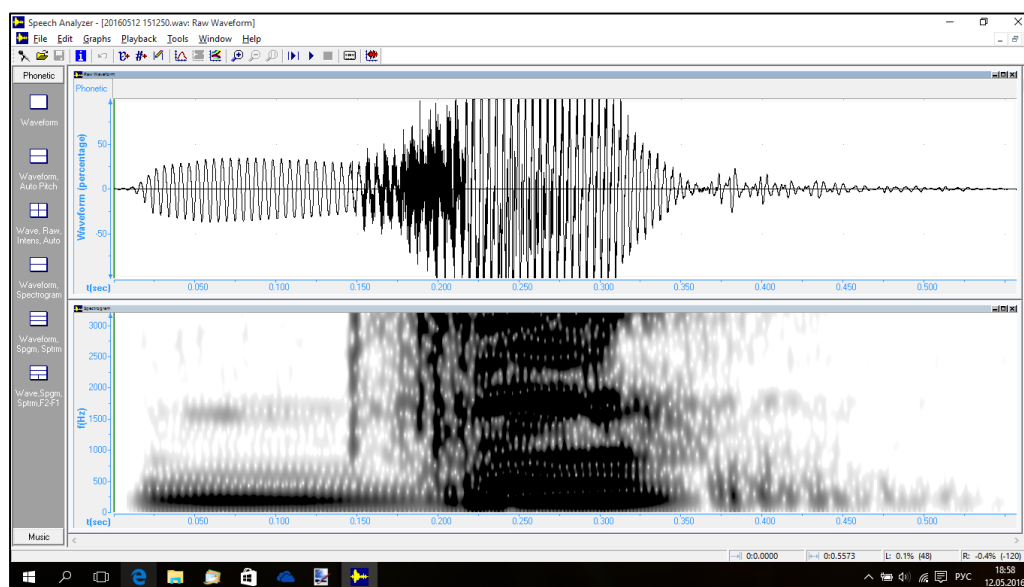 Speech Analyzer - [20160512 151250.wav: Raw Waveform]
File Edit Graphs Playback Tools Window Help
Phonetic
Waveform
Waveform,
Auto Pitch
Wave, Raw,
Intens, Auto
Waveform,
Spectrogram
Waveform,
Spgm, Sptrm
Wave,Spgm,
Sptrm,F2-F1
Music
Raw Waveform
Phonetic
Waveform (percentage)
50
0
-50
t(sec) 0.050 0.100 0.150 0.200 0.250 0.300 0.350 0.400 0.450 0.500
Spectrogram
f(Hz)
3000
2500
2000
1500
1000
500
0
t(sec) 0.050 0.100 0.150 0.200 0.250 0.300 0.350 0.400 0.450 0.500
0:0.0000 0:0.5573 L: 0.1% (48) R: -0.4% (-120)
РУС
18:58
12.05.2016